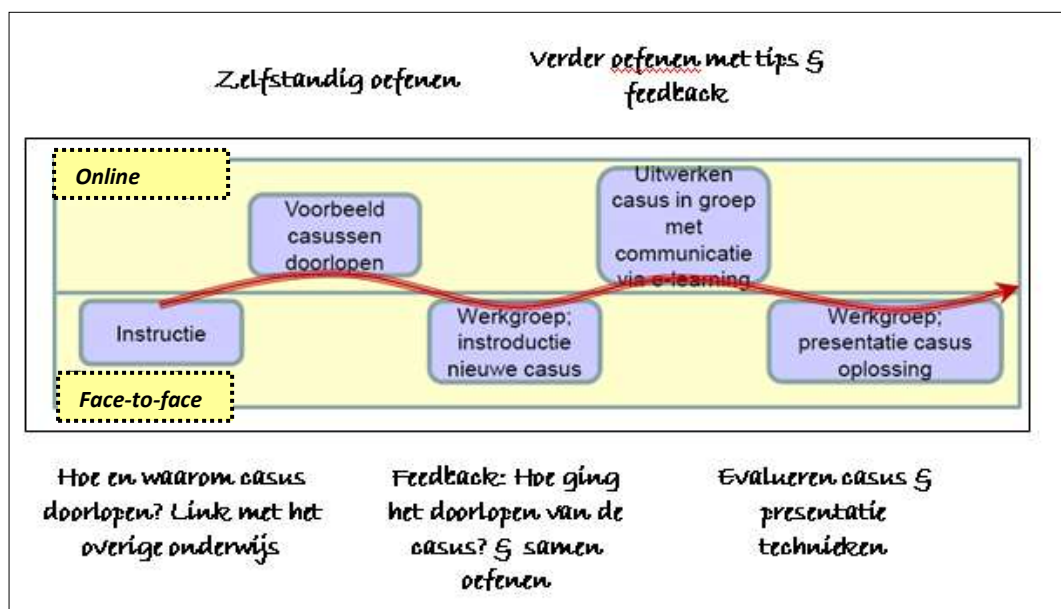 Zelfstandig oefenen
Verder oefenen met tips &
feedback
Online
Voorbeeld
casussen
doorlopen
Uitwerken
casus in groep
met
communicatie
via e-learning
Instructie
Werkgroep;
instroductie
nieuwe casus
Werkgroep;
presentatie casus
oplossing
Face-to-face
Hoe en waarom casus
doorlopen? Link met het
overige onderwijs
Feedback: Hoe ging
het doorlopen van de
casus? & samen
oefenen
Evalueren casus &
presentatie
technieken